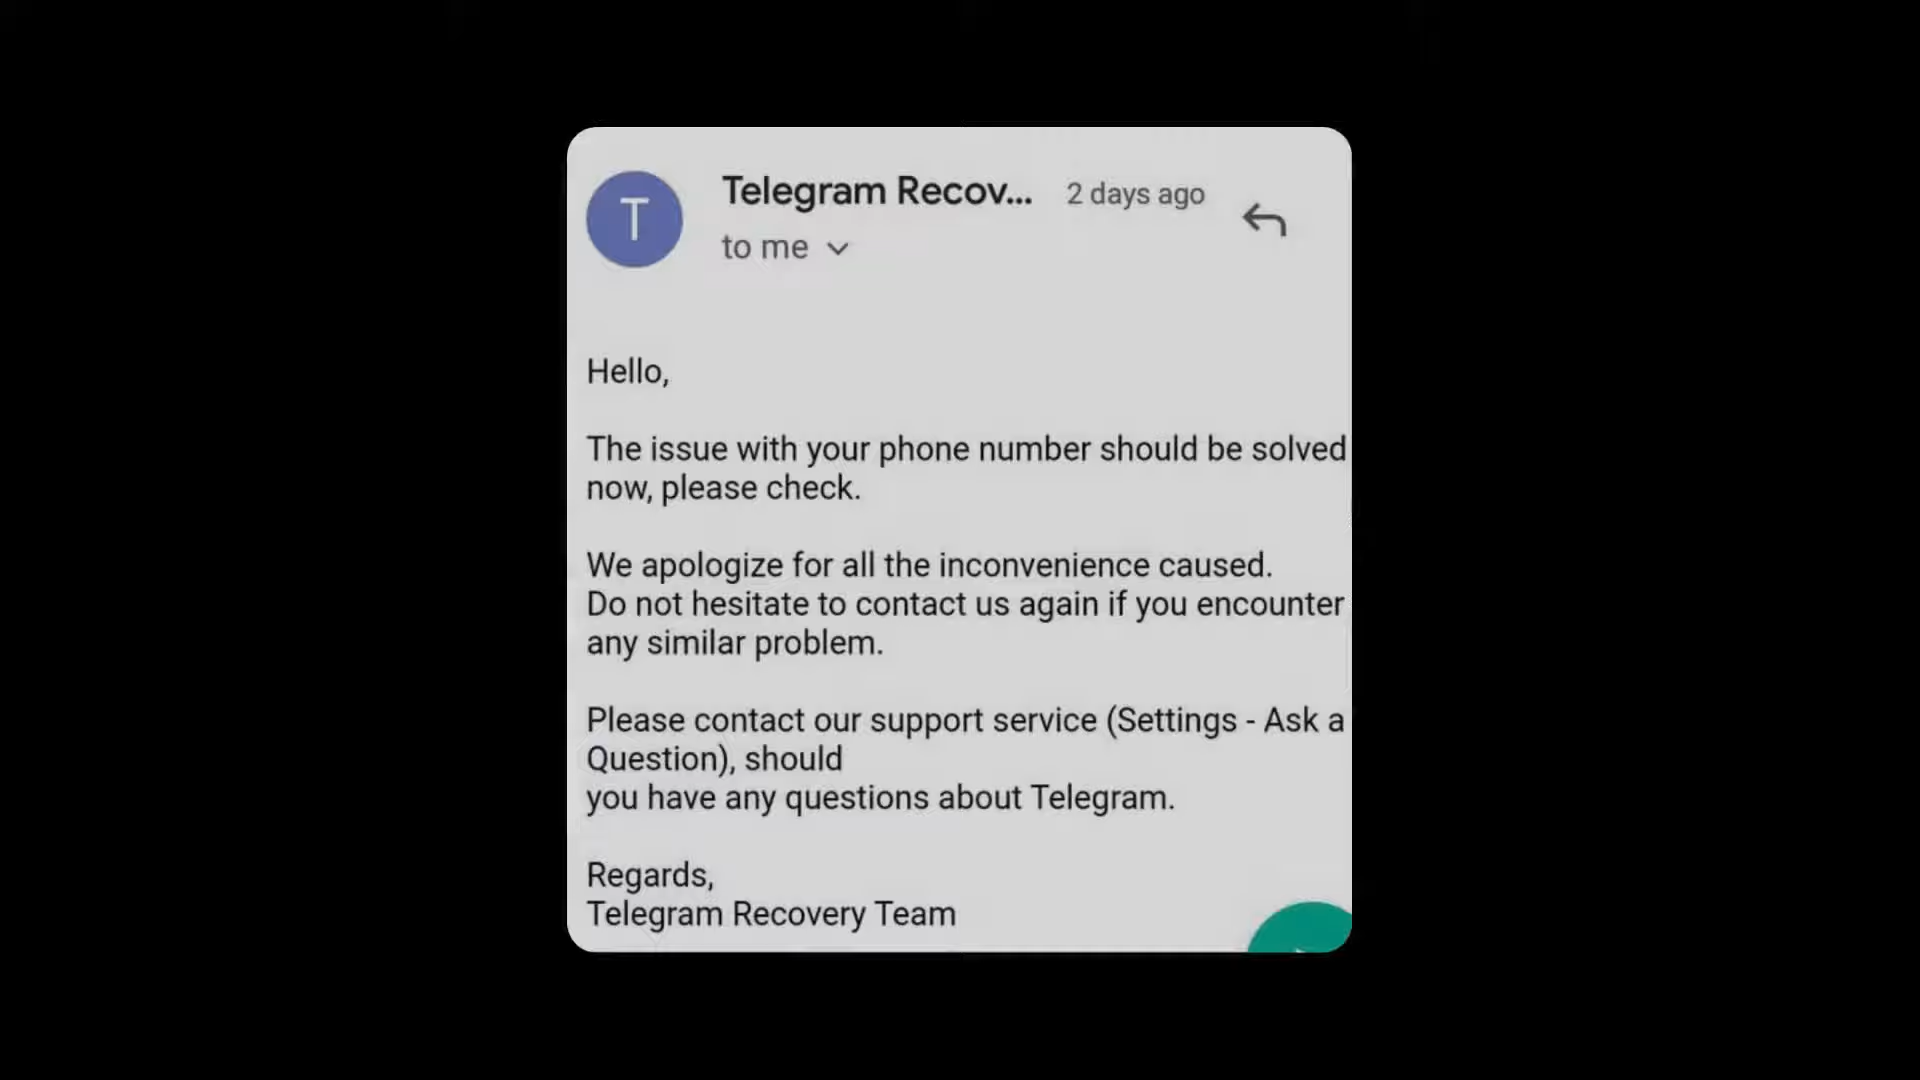 T
Telegram Recov... 2 days ago
to me
Hello,
The issue with your phone number should be solved
now, please check.
We apologize for all the inconvenience caused.
Do not hesitate to contact us again if you encounter
any similar problem.
Please contact our support service (Settings - Ask a
Question), should
you have any questions about Telegram.
Regards,
Telegram Recovery Team